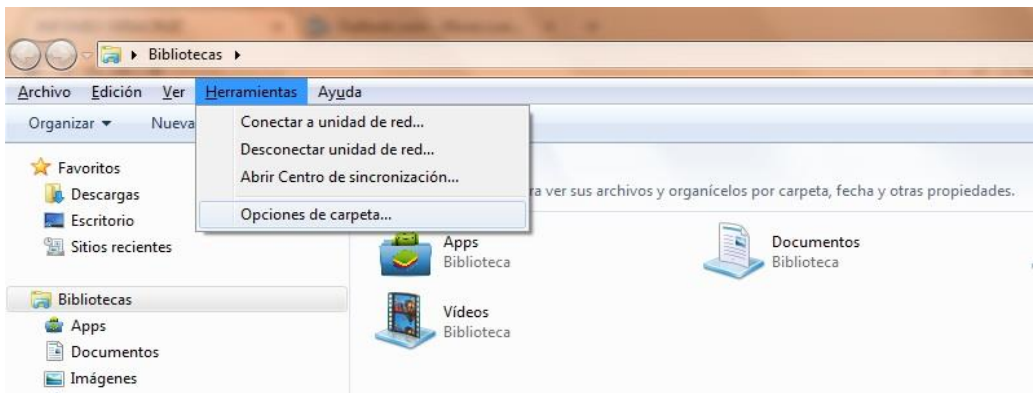 Bibliotecas
Archivo Edición Ver Herramientas Ayuda
Organizar Nueva
Conectar a unidad de red...
Desconectar unidad de red...
Abrir Centro de sincronización...
Opciones de carpeta...
ra ver sus archivos y organícelos por carpeta, fecha y otras propiedades.
Favoritos
Descargas
Escritorio
Sitios recientes
Bibliotecas
Apps
Documentos
Imágenes
Apps
Biblioteca
Documentos
Biblioteca
Vídeos
Biblioteca